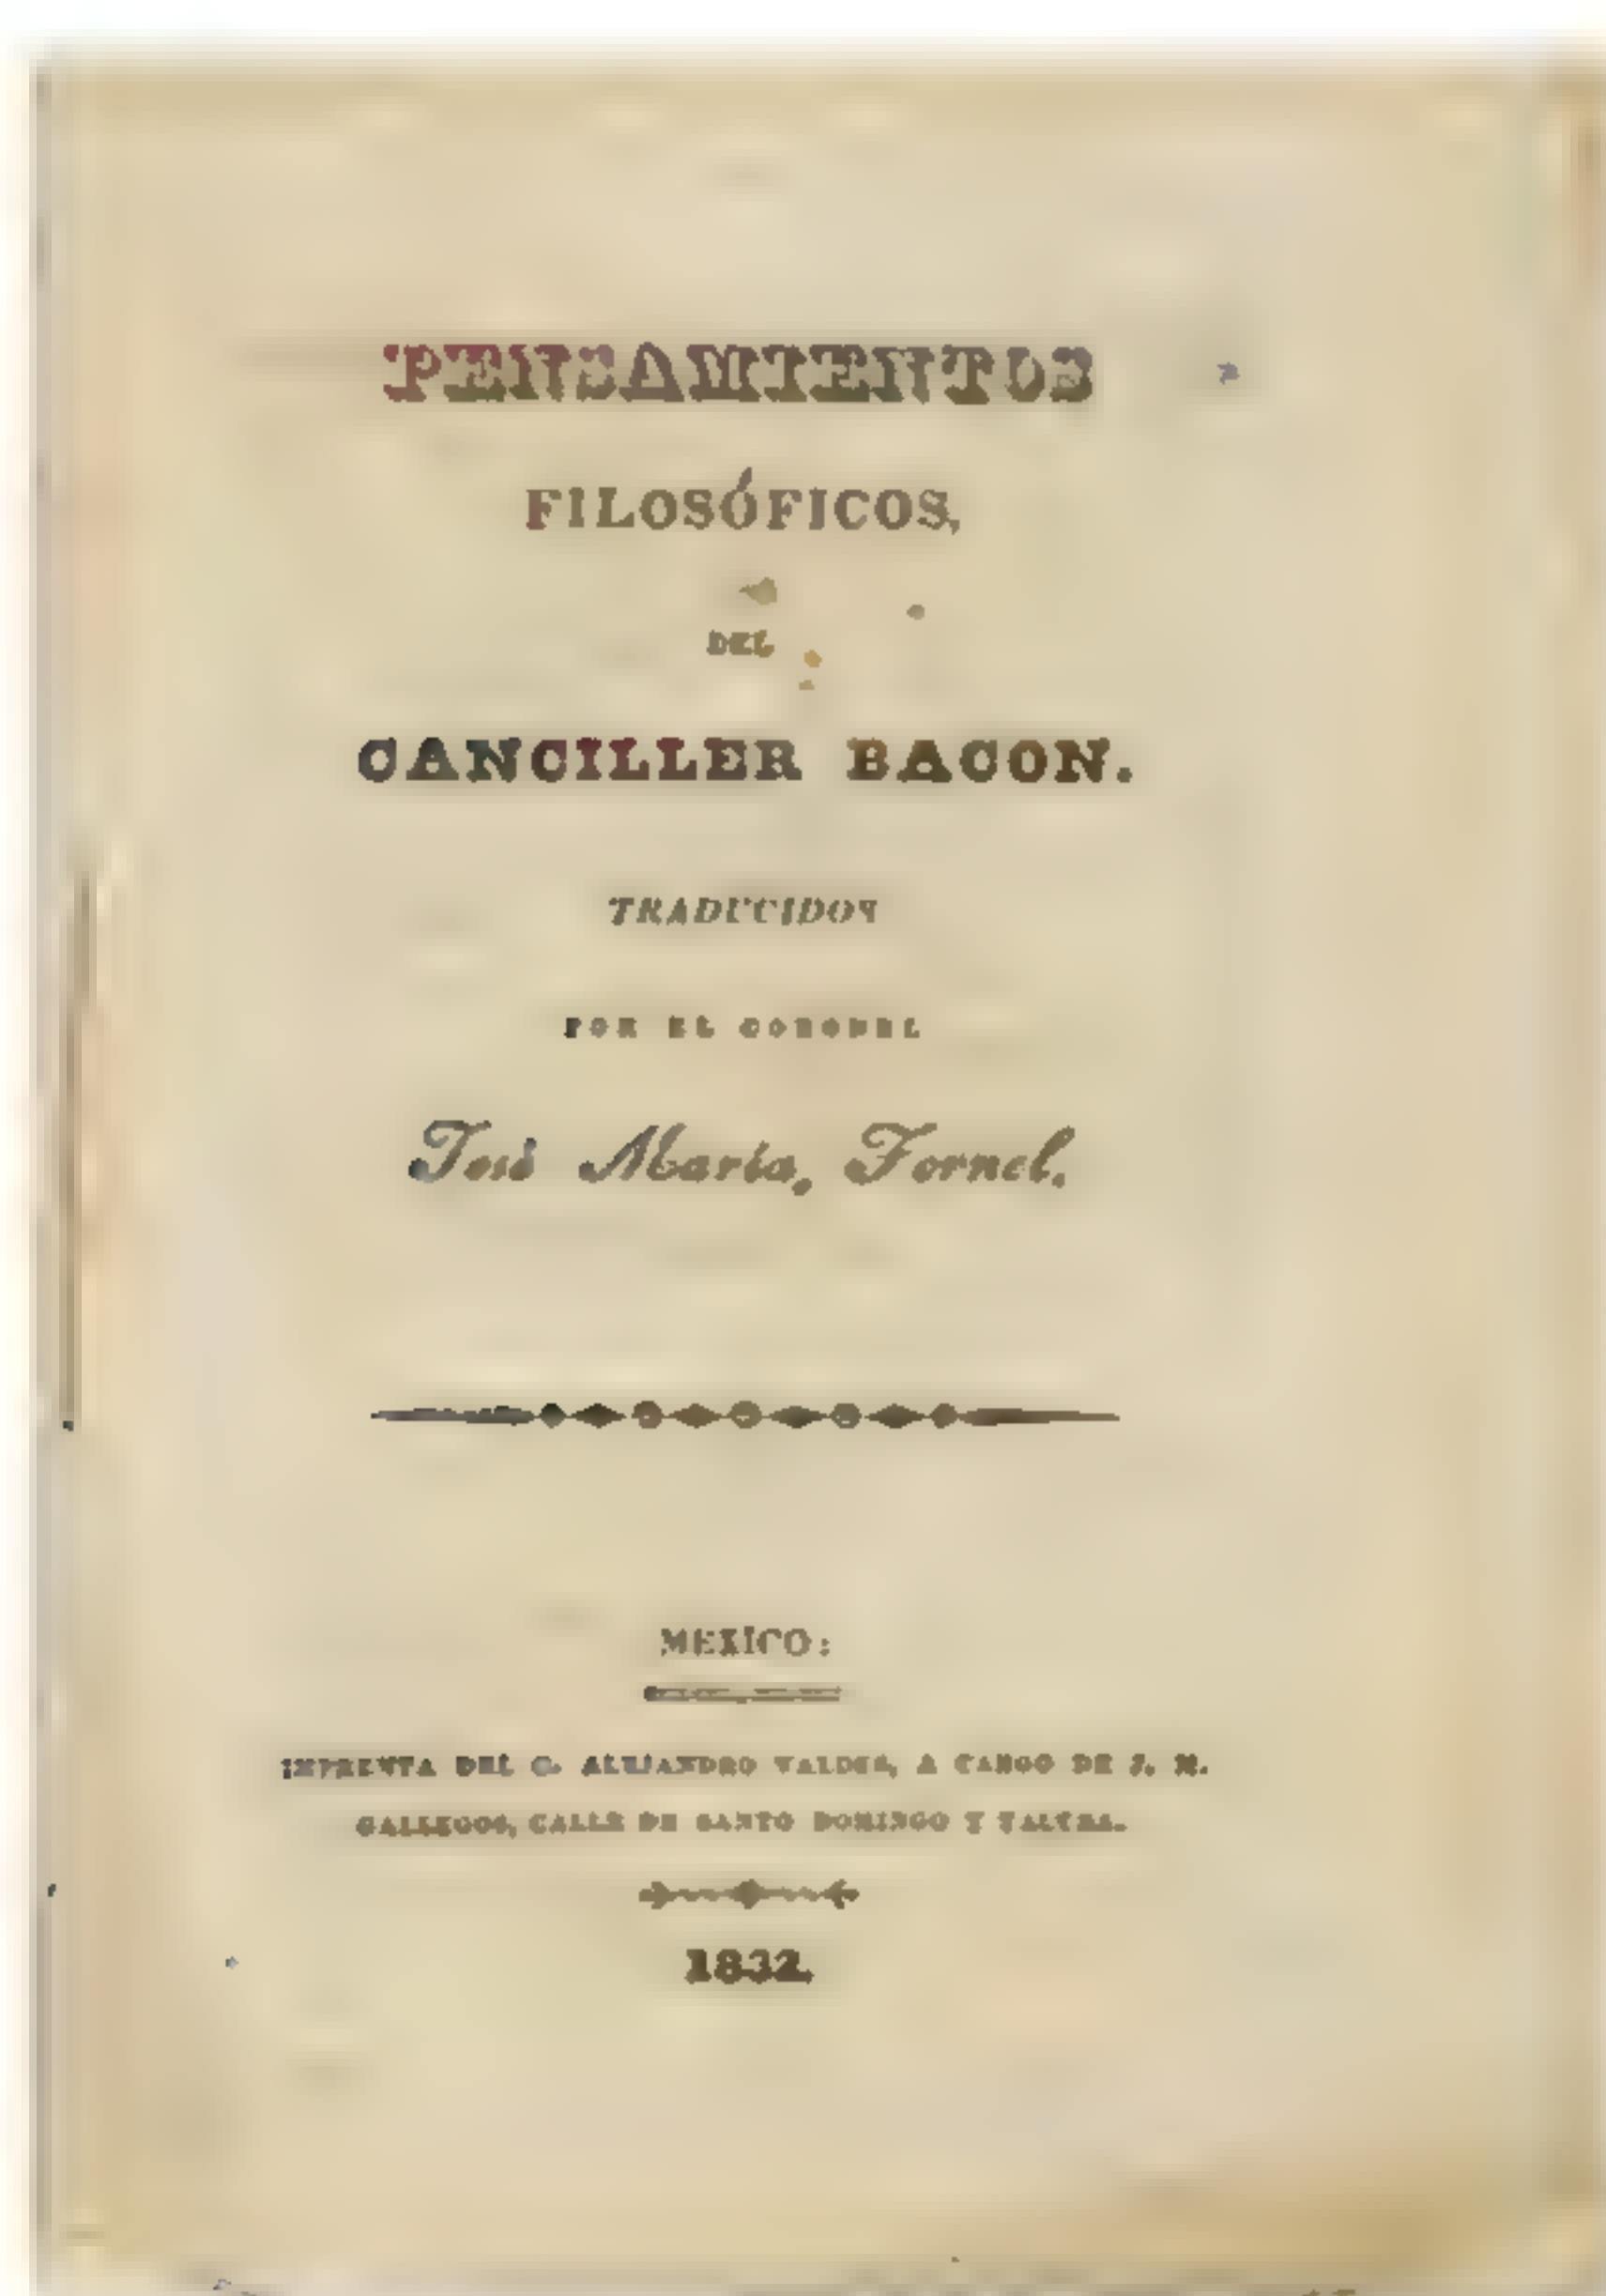 PENSAMIENTOS
FILOSÓFICOS,
DEL
CANCILLER BACON.
TRADUCIDOS
POR EL CORONEL
José María, Tornel.
MEXICO:
IMPRENTA DEL C. ALEJANDRO VALDES, A CARGO DE J. M.
GALLEGOS, CALLE DE SANTO DOMINGO Y
1832.